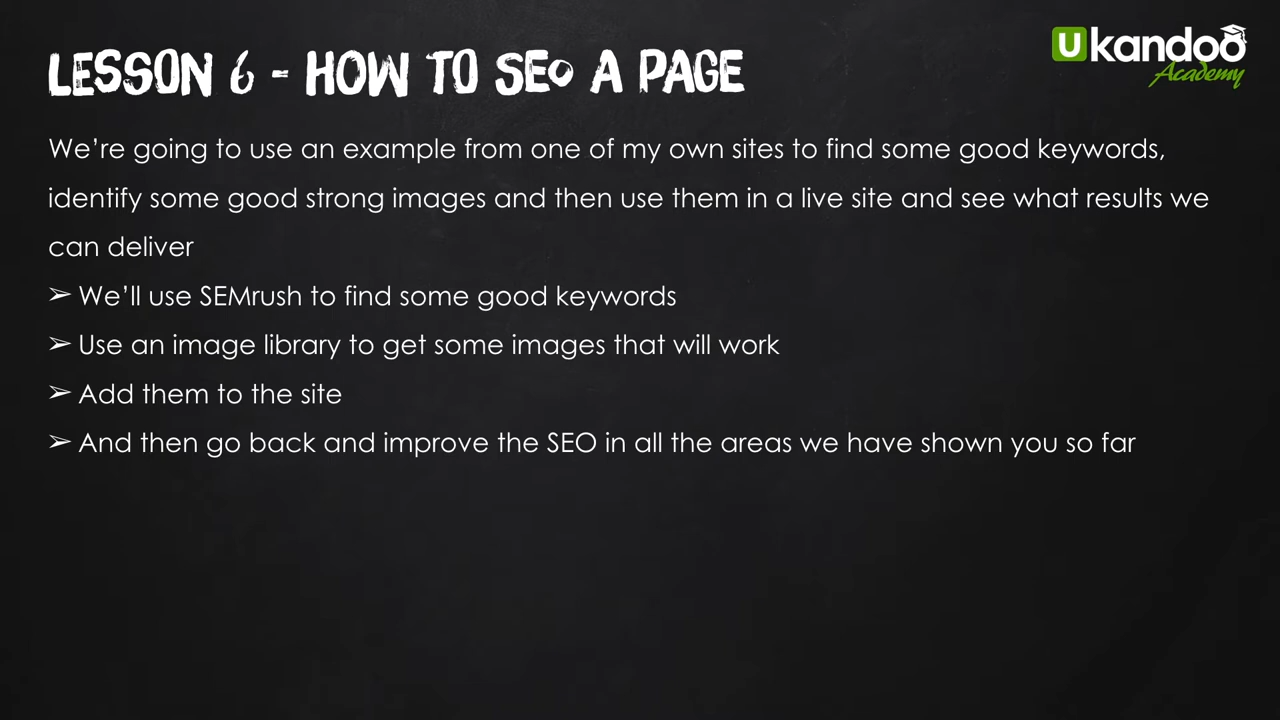 LESSON 6 - HOW TO SEO A PAGE
Ukandoo
Academy
We’re going to use an example from one of my own sites to find some good keywords,
identify some good strong images and then use them in a live site and see what results we
can deliver
➢ We’ll use SEMrush to find some good keywords
➢ Use an image library to get some images that will work
➢ Add them to the site
➢ And then go back and improve the SEO in all the areas we have shown you so far